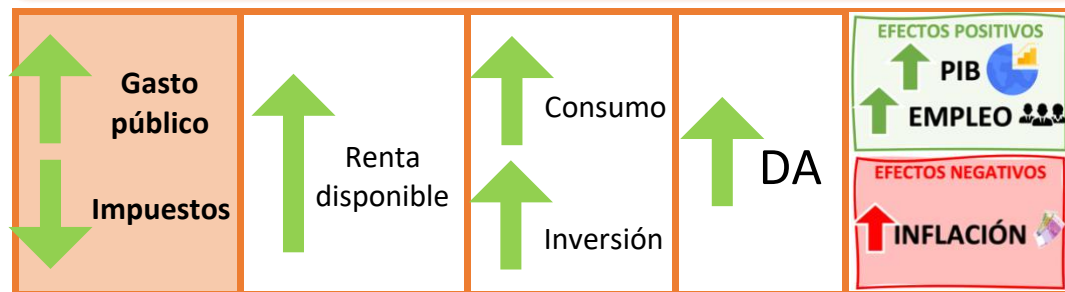 Gasto
público
Impuestos
Renta
disponible
Consumo
Inversión
DA
EFECTOS POSITIVOS
PIB
EMPLEO
EFECTOS NEGATIVOS
INFLACIÓN